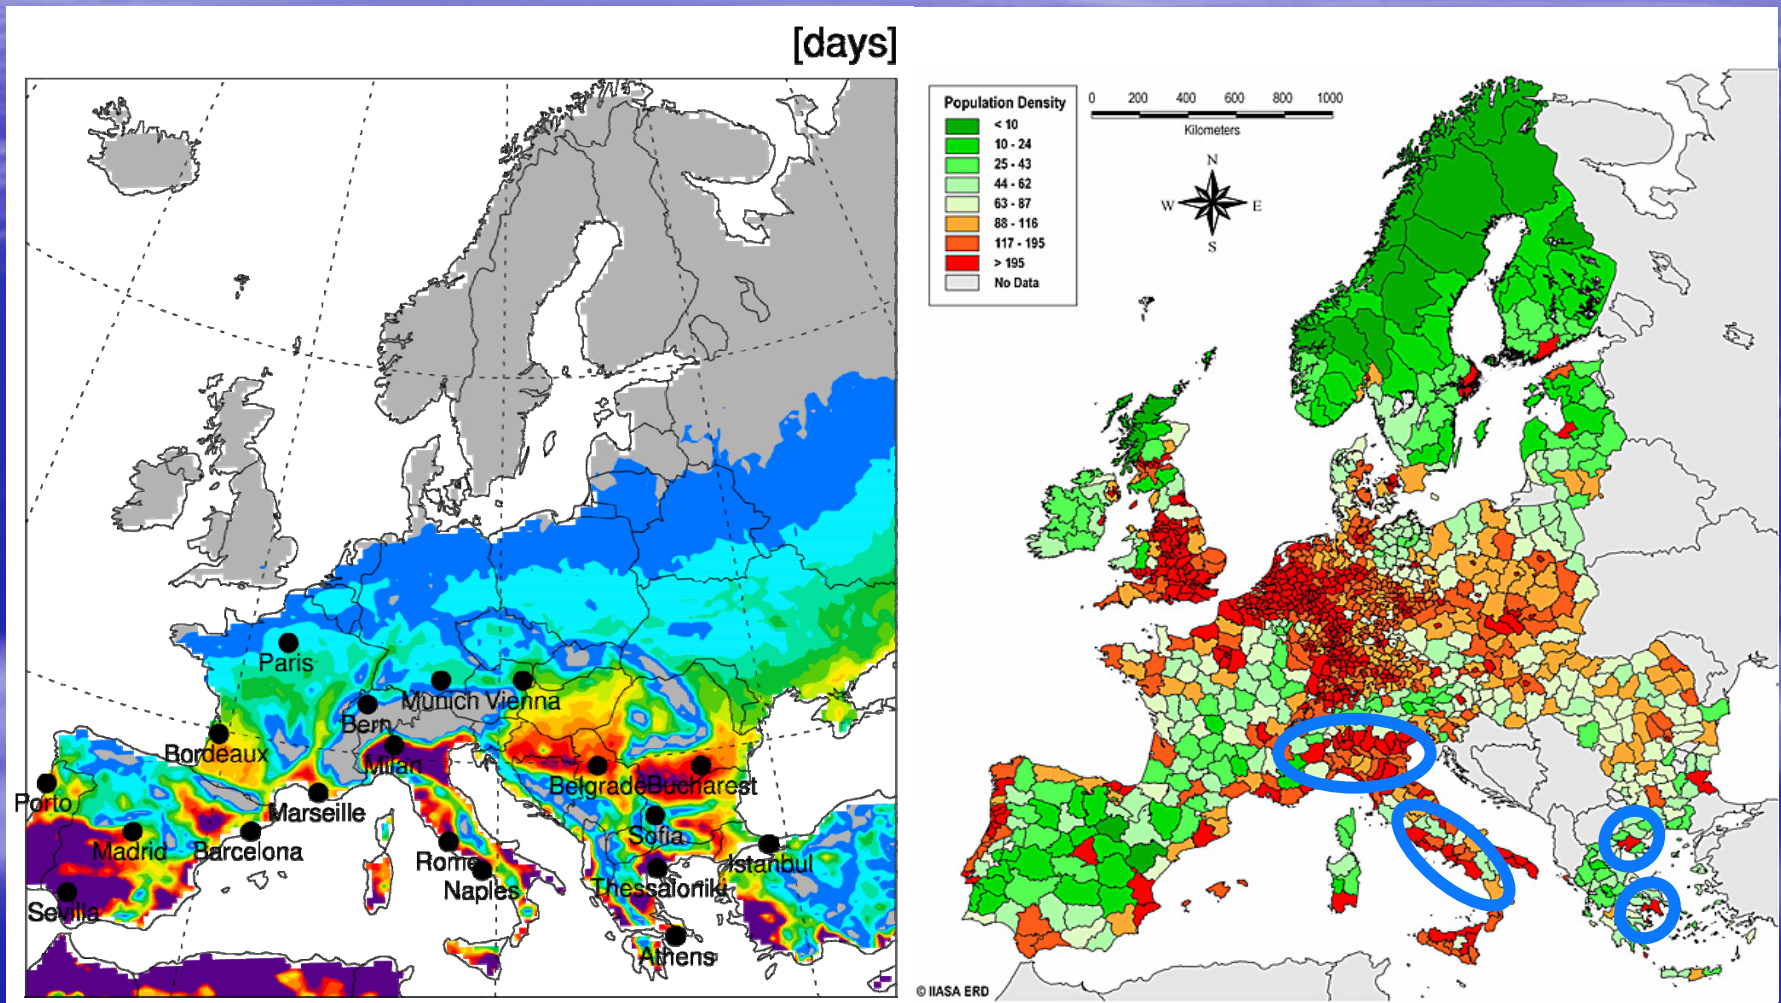 [days]
Paris
Munich Vienna
Bern
Bordeaux
Milan
Belgrade Bucharest
Porto
Marseille
Madrid
Barcelona
Sofia
Rome
Istanbul
Naples
Thessaloniki
Sevilla
Athens
Population Density
< 10
10 - 24
25 - 43
44 - 62
63 - 87
88 - 116
117 - 195
> 195
No Data
0 200 400 600 800 1000
Kilometers
N
W E
S
© IIASA ERD